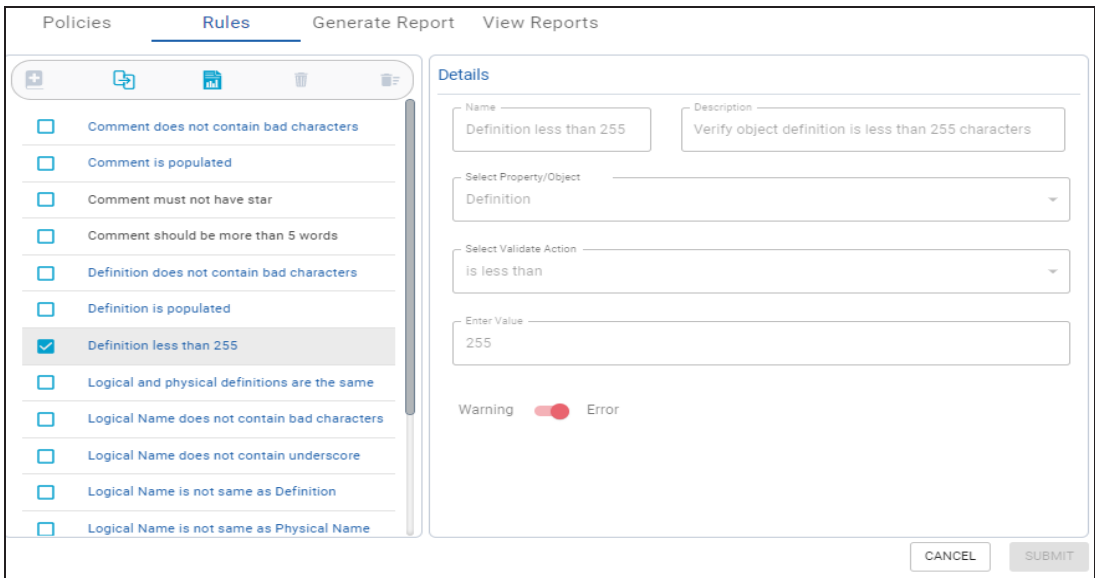 Policies Rules Generate Report View Reports
Comment does not contain bad characters
Comment is populated
Comment must not have star
Comment should be more than 5 words
Definition does not contain bad characters
Definition is populated
Definition less than 255
Logical and physical definitions are the same
Logical Name does not contain bad characters
Logical Name does not contain underscore
Logical Name is not same as Definition
Logical Name is not same as Physical Name
Details
Name
Definition less than 255
Description
Verify object definition is less than 255 characters
Select Property/Object
Definition
Select Validate Action
is less than
Enter Value
255
Warning Error
CANCEL SUBMIT